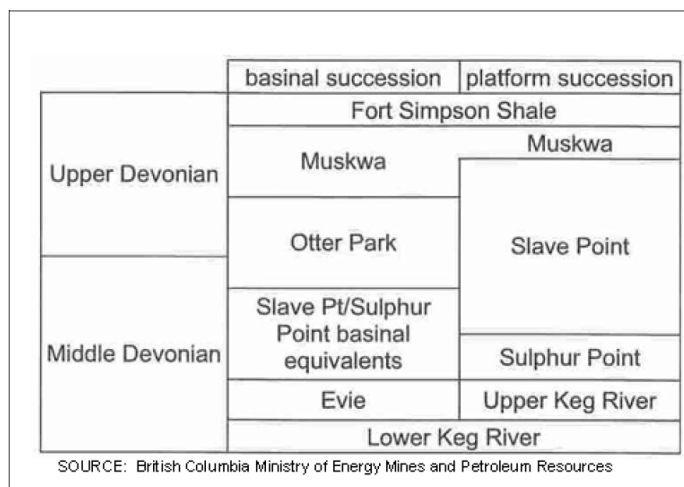 basinal succession platform succession
Fort Simpson Shale
Muskwa
Muskwa
Upper Devonian
Otter Park
Slave Point
Slave Pt/Sulphur
Point basinal
equivalents
Middle Devonian
Sulphur Point
Evie
Upper Keg River
Lower Keg River
SOURCE: British Columbia Ministry of Energy Mines and Petroleum Resources